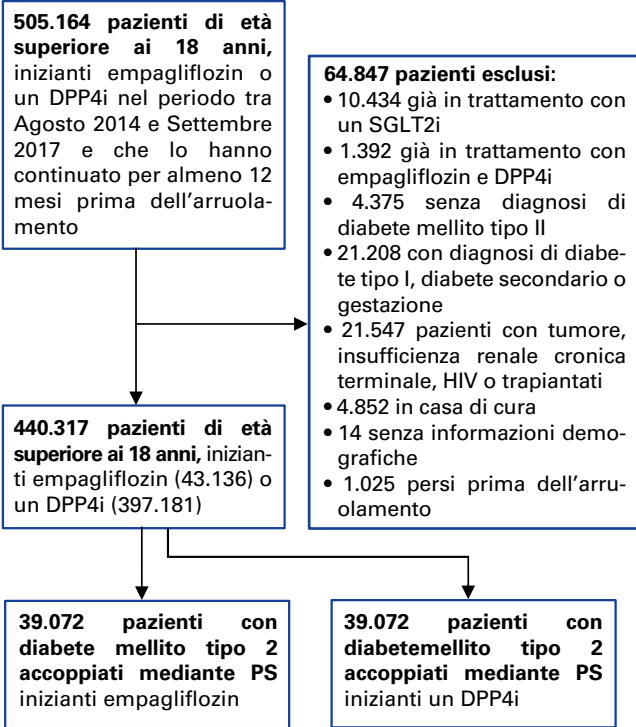 505.164 pazienti di età
superiore ai 18 anni,
inizianti empagliflozin o
un DPP4i nel periodo tra
Agosto 2014 e Settembre
2017 e che lo hanno
continuato per almeno 12
mesi prima dell'arruola-
mento
64.847 pazienti esclusi:
• 10.434 già in trattamento con
un SGLT2i
• 1.392 già in trattamento con
empagliflozin e DPP4i
• 4.375 senza diagnosi di
diabete mellito tipo II
• 21.208 con diagnosi di diabe-
te tipo I, diabete secondario o
gestazione
• 21.547 pazienti con tumore,
insufficienza renale cronica
terminale, HIV o trapiantati
• 4.852 in casa di cura
• 14 senza informazioni demo-
grafiche
• 1.025 persi prima dell'arru-
olamento
440.317 pazienti di età
superiore ai 18 anni, inizian-
ti empagliflozin (43.136) o
un DPP4i (397.181)
39.072 pazienti con
diabete mellito tipo 2
accoppiati mediante PS
inizianti empagliflozin
39.072 pazienti con
diabetemellito tipo 2
accoppiati mediante PS
inizianti un DPP4i